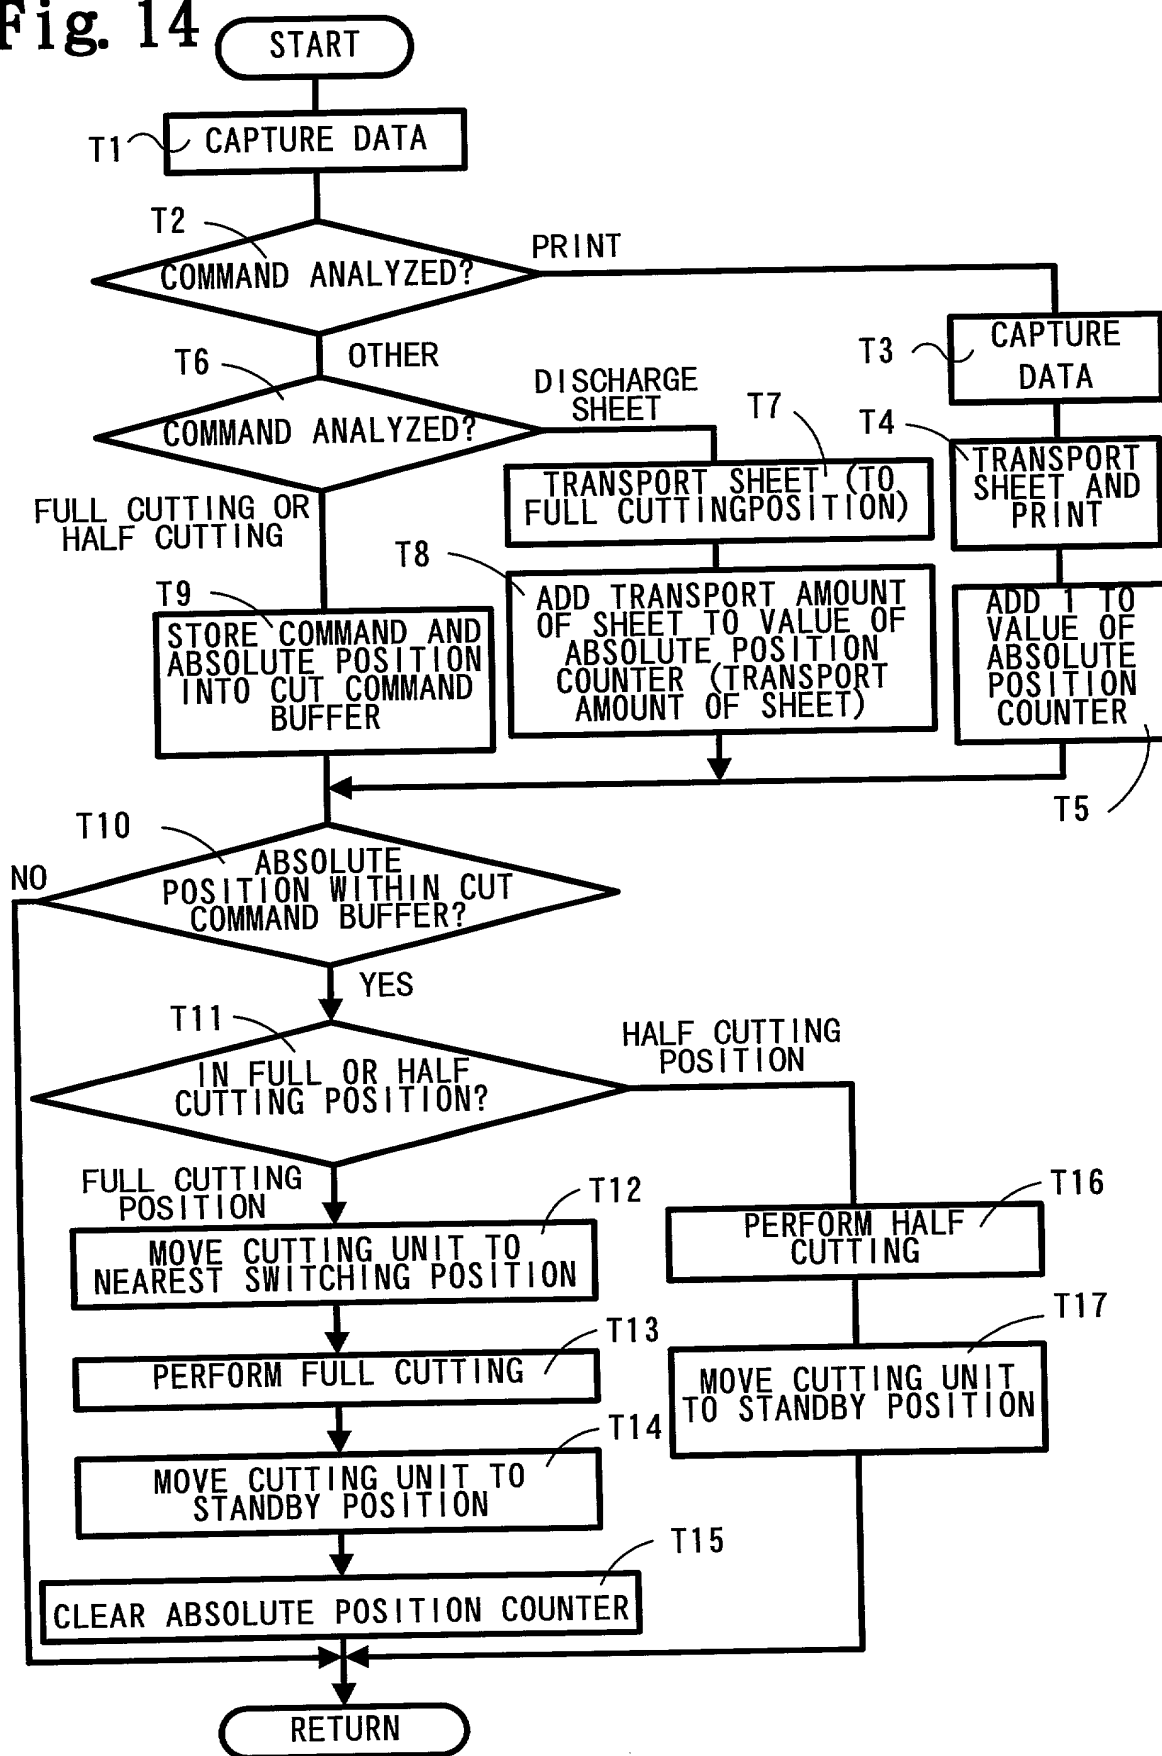 Fig. 14
START
T1
CAPTURE DATA
T2
COMMAND ANALYZED?
PRINT
T3
CAPTURE
DATA
OTHER
T6
COMMAND ANALYZED?
DISCHARGE
SHEET
T7
T4
TRANSPORT
SHEET AND
PRINT
TRANSPORT SHEET (TO
FULL CUTTINGPOSITION)
FULL CUTTING OR
HALF CUTTING
T8
ADD TRANSPORT AMOUNT
OF SHEET TO VALUE OF
ABSOLUTE POSITION
COUNTER (TRANSPORT
AMOUNT OF SHEET)
ADD 1 TO
VALUE OF
ABSOLUTE
POSITION
COUNTER
T5
T9
STORE COMMAND AND
ABSOLUTE POSITION
INTO CUT COMMAND
BUFFER
T10
ABSOLUTE
POSITION WITHIN CUT
COMMAND BUFFER?
NO
YES
T11
IN FULL OR HALF
CUTTING POSITION?
HALF CUTTING
POSITION
FULL CUTTING
POSITION
T12
MOVE CUTTING UNIT TO
NEAREST SWITCHING POSITION
T16
PERFORM HALF
CUTTING
T13
PERFORM FULL CUTTING
T17
MOVE CUTTING UNIT
TO STANDBY POSITION
T14
MOVE CUTTING UNIT TO
STANDBY POSITION
T15
CLEAR ABSOLUTE POSITION COUNTER
RETURN